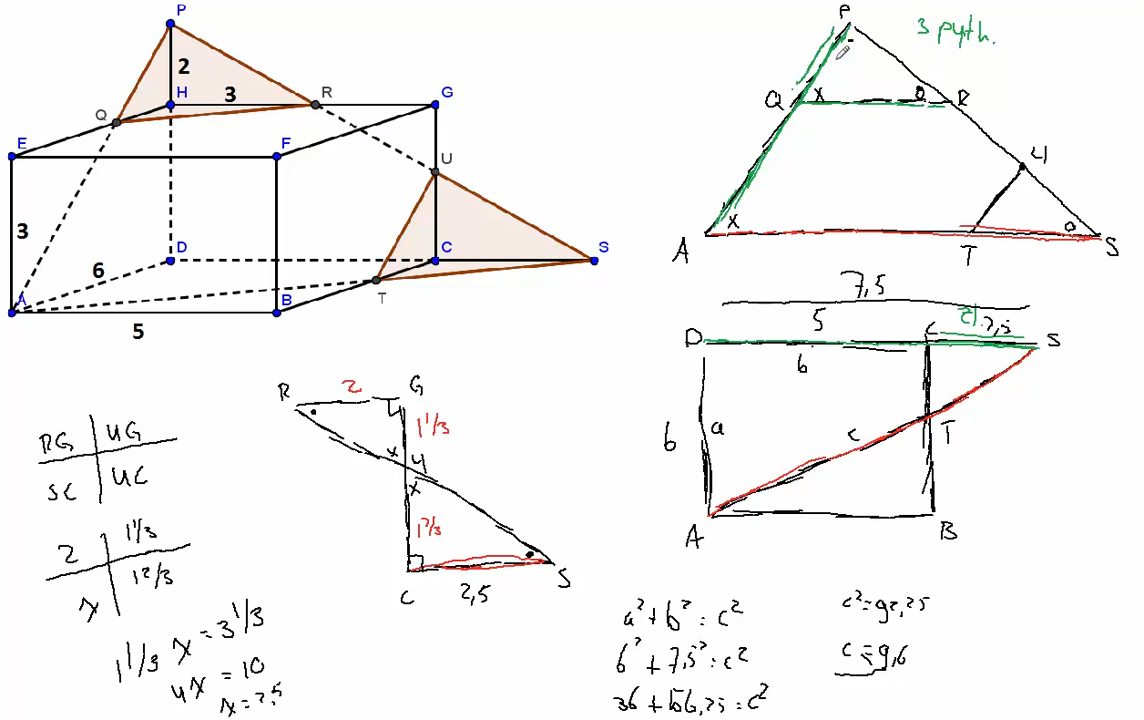 P
2
H
3
R
G
Q
E
F
U
3
D
6
C
S
A
T
B
5
P
3 pyth.
Q
X
o
R
U
A
X
T
o
S
7,5
D
5
C
2,5
S
6
6
a
c
T
A
B
R
2
G
1 1/3
x
U
x
1 2/3
C
2,5
S
RG | UG
SC | UC
2 | 1 1/3
x | 1 2/3
1 1/3 x = 3 1/3
4x = 10
x = 2,5
a² + b² = c²
6² + 7,5² = c²
36 + 56,25 = c²
c² = 92,25
c = 9,6